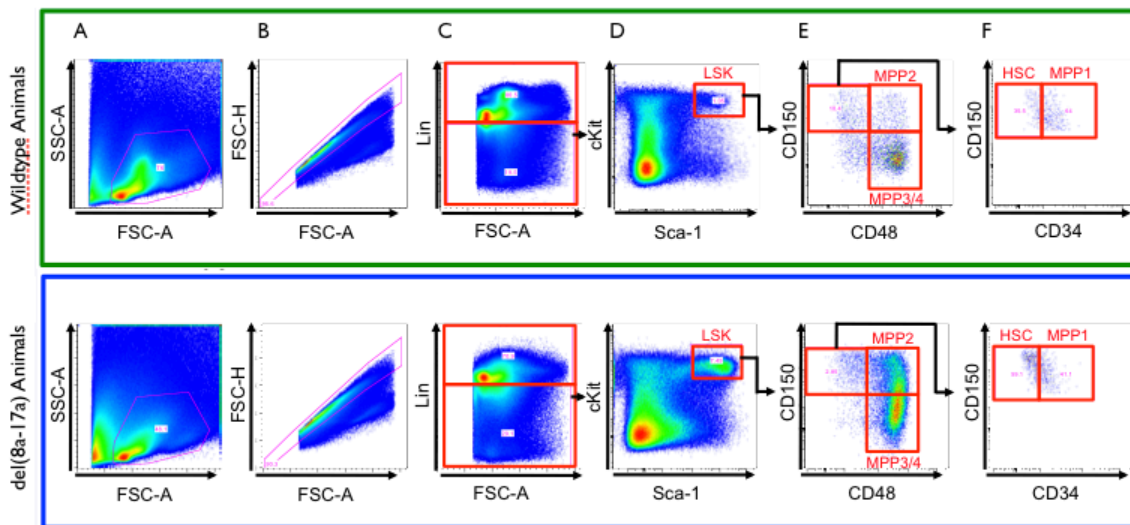 A B C D E F
Wildtype Animals
SSC-A
FSC-H
Lin
cKit
LSK
CD150
MPP2
MPP3/4
CD150
HSC MPP1
FSC-A
FSC-A
FSC-A
Sca-1
CD48
CD34
del(8a-17a) Animals
SSC-A
FSC-H
Lin
cKit
LSK
CD150
MPP2
MPP3/4
CD150
HSC MPP1
FSC-A
FSC-A
FSC-A
Sca-1
CD48
CD34